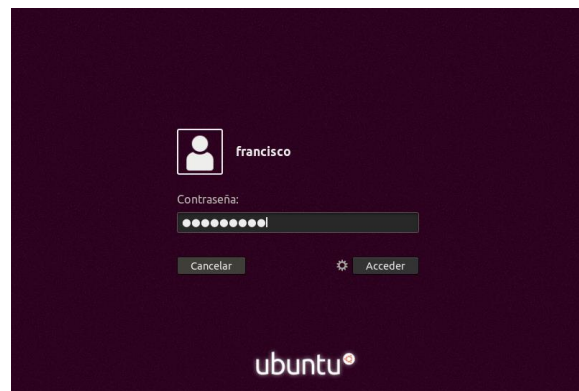 francisco
Contraseña:
Cancelar
Acceder
ubuntu